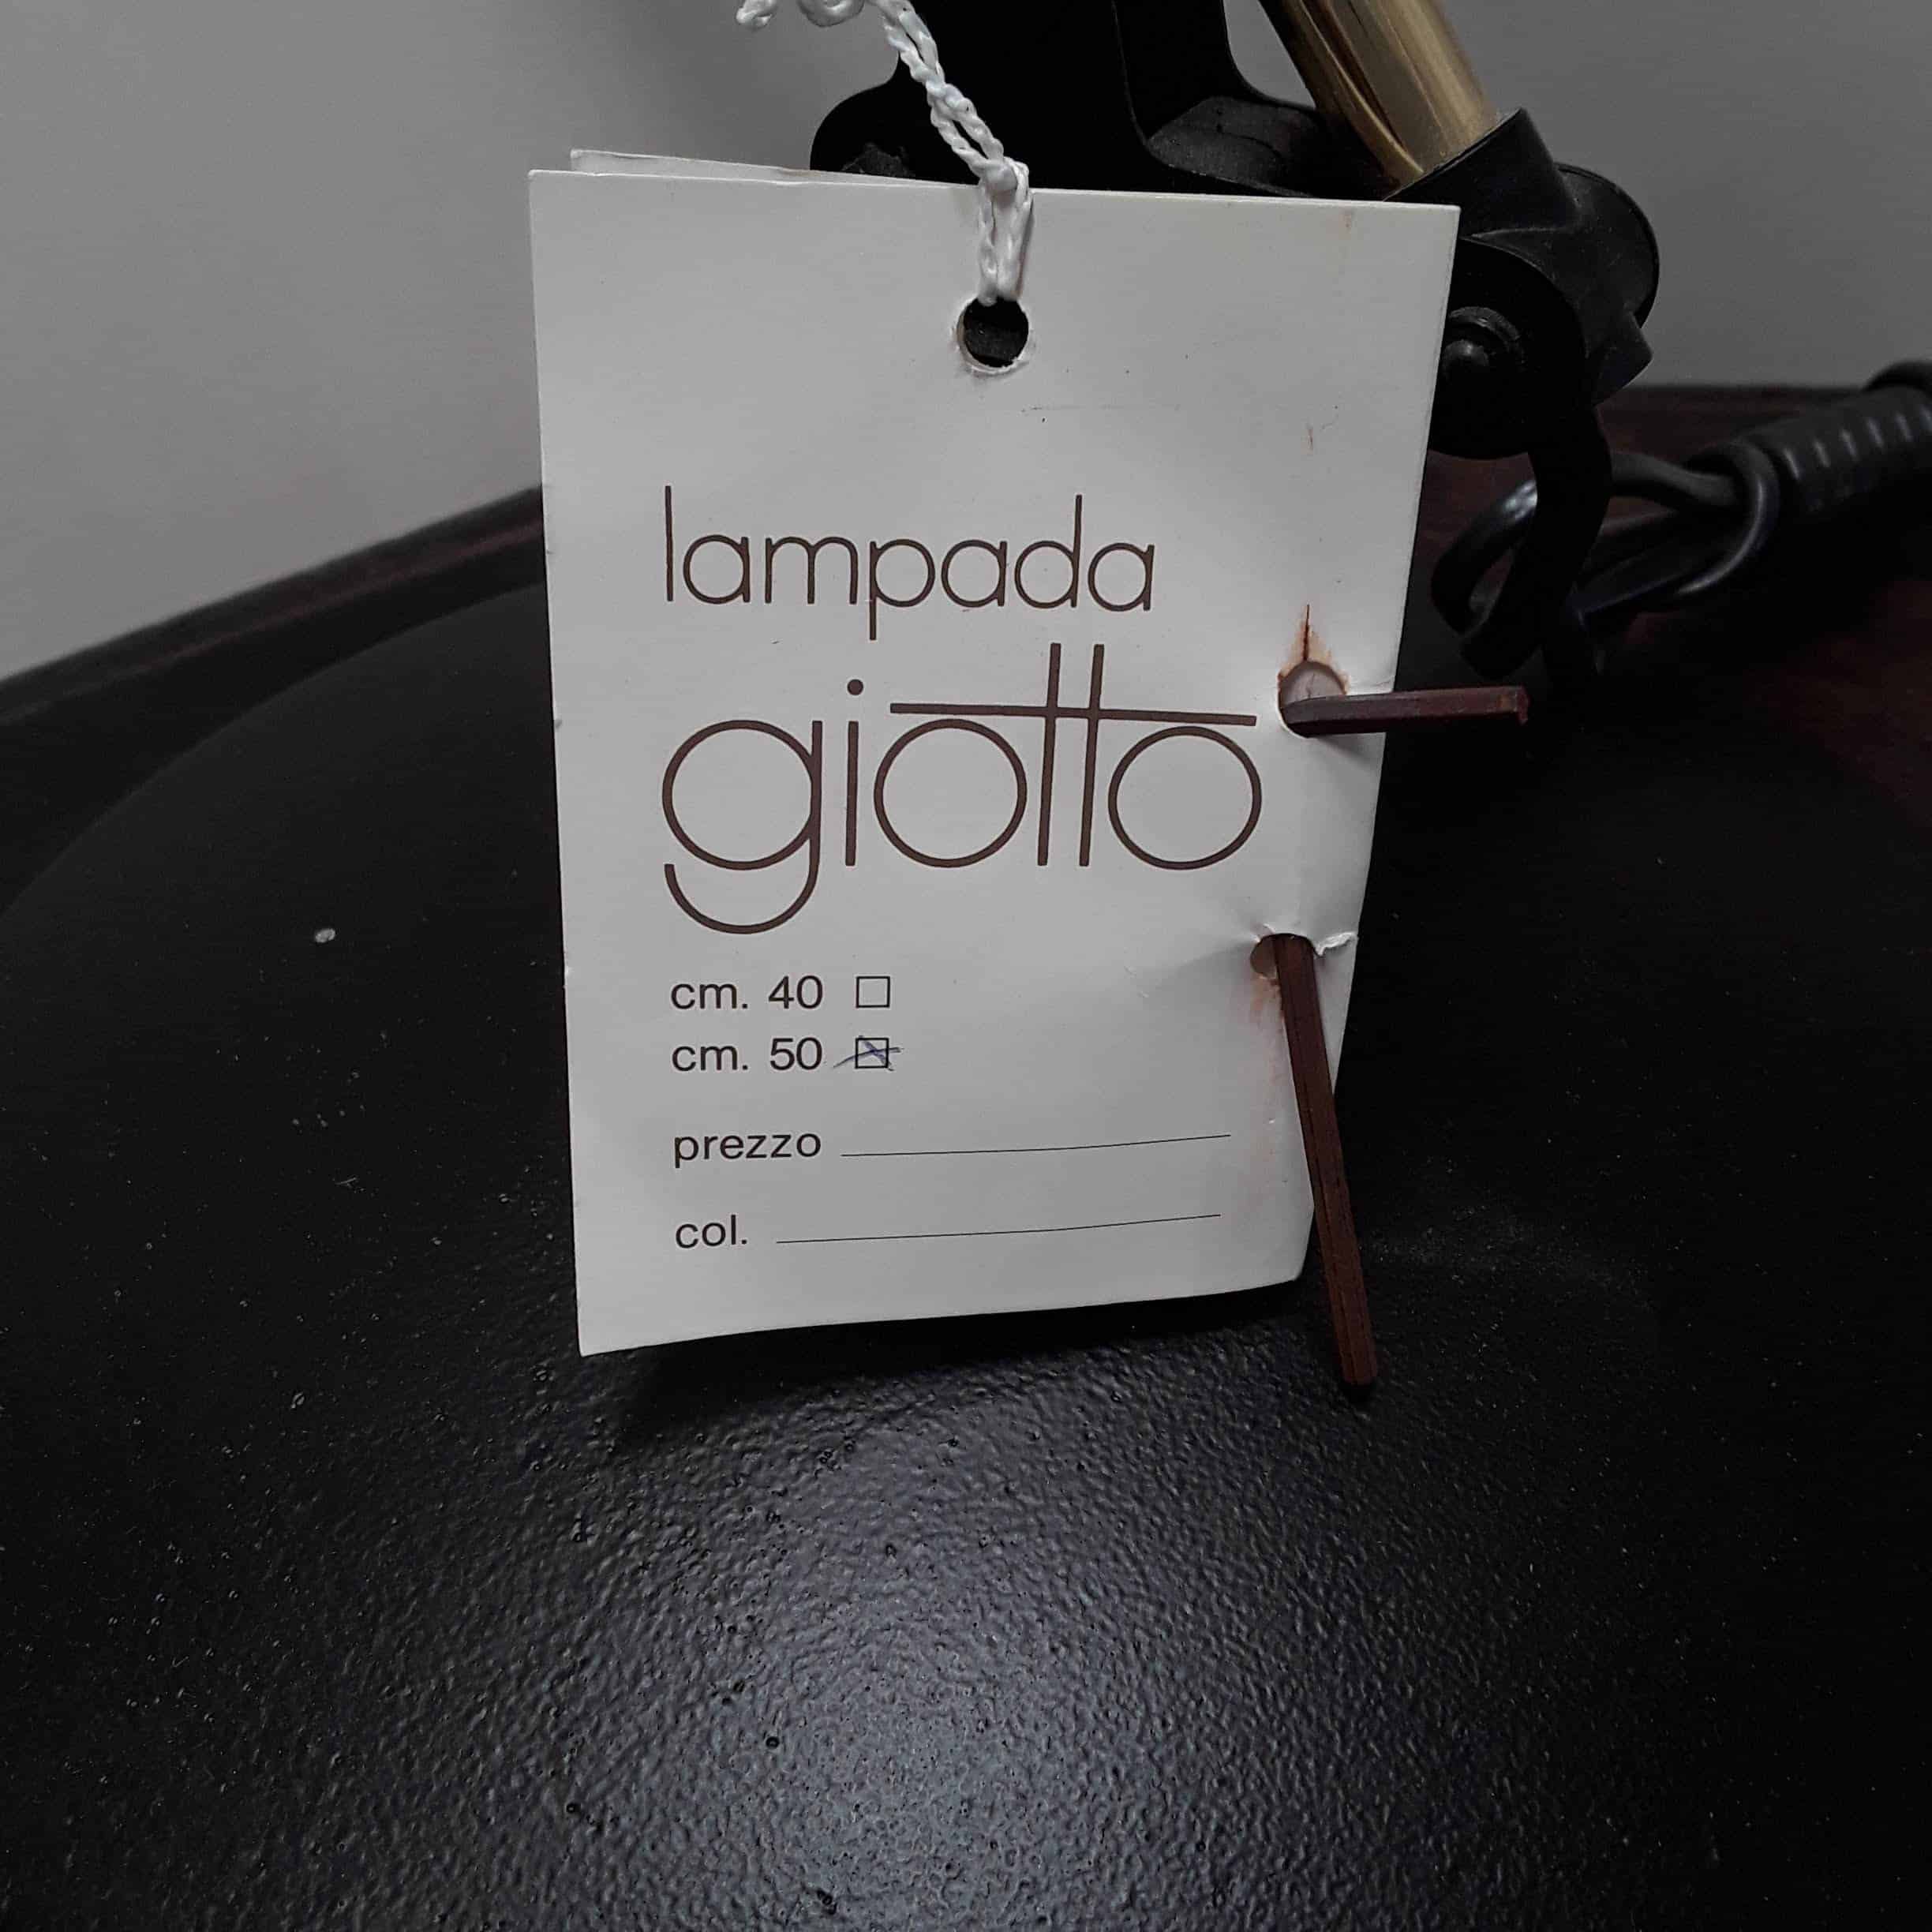 lampada
giotto
cm. 40
cm. 50
prezzo
col.